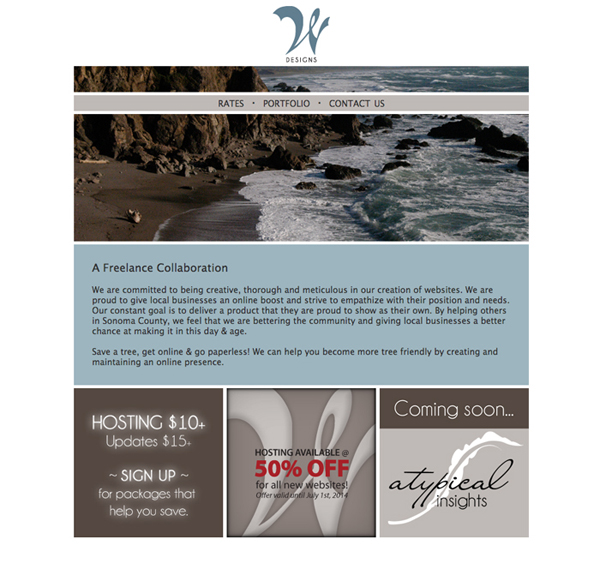 W
DESIGNS
RATES • PORTFOLIO • CONTACT US
A Freelance Collaboration
We are committed to being creative, thorough and meticulous in our creation of websites. We are
proud to give local businesses an online boost and strive to empathize with their position and needs.
Our constant goal is to deliver a product that they are proud to show as their own. By helping others
in Sonoma County, we feel that we are bettering the community and giving local businesses a better
chance at making it in this day & age.
Save a tree, get online & go paperless! We can help you become more tree friendly by creating and
maintaining an online presence.
HOSTING $10+
Updates $15+
~ SIGN UP ~
for packages that
help you save.
HOSTING AVAILABLE @
50% OFF
for all new websites!
Offer valid until July 1st, 2014
Coming soon...
atypical
insights